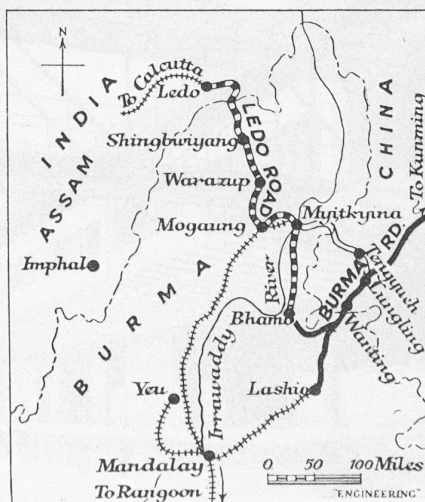 N
INDIA
ASSAM
To Calcutta
Ledo
LEDO ROAD
CHINA
To Kunming
Shingbwiyang
Warazup
Mogaung
Myitkyina
Imphal
BURMA
River
BURMA RD.
Tengyueh
Lungling
Wanting
Bhamo
Irrawaddy
Yeu
Lashio
Mandalay
To Rangoon
0 50 100 Miles
"ENGINEERING"